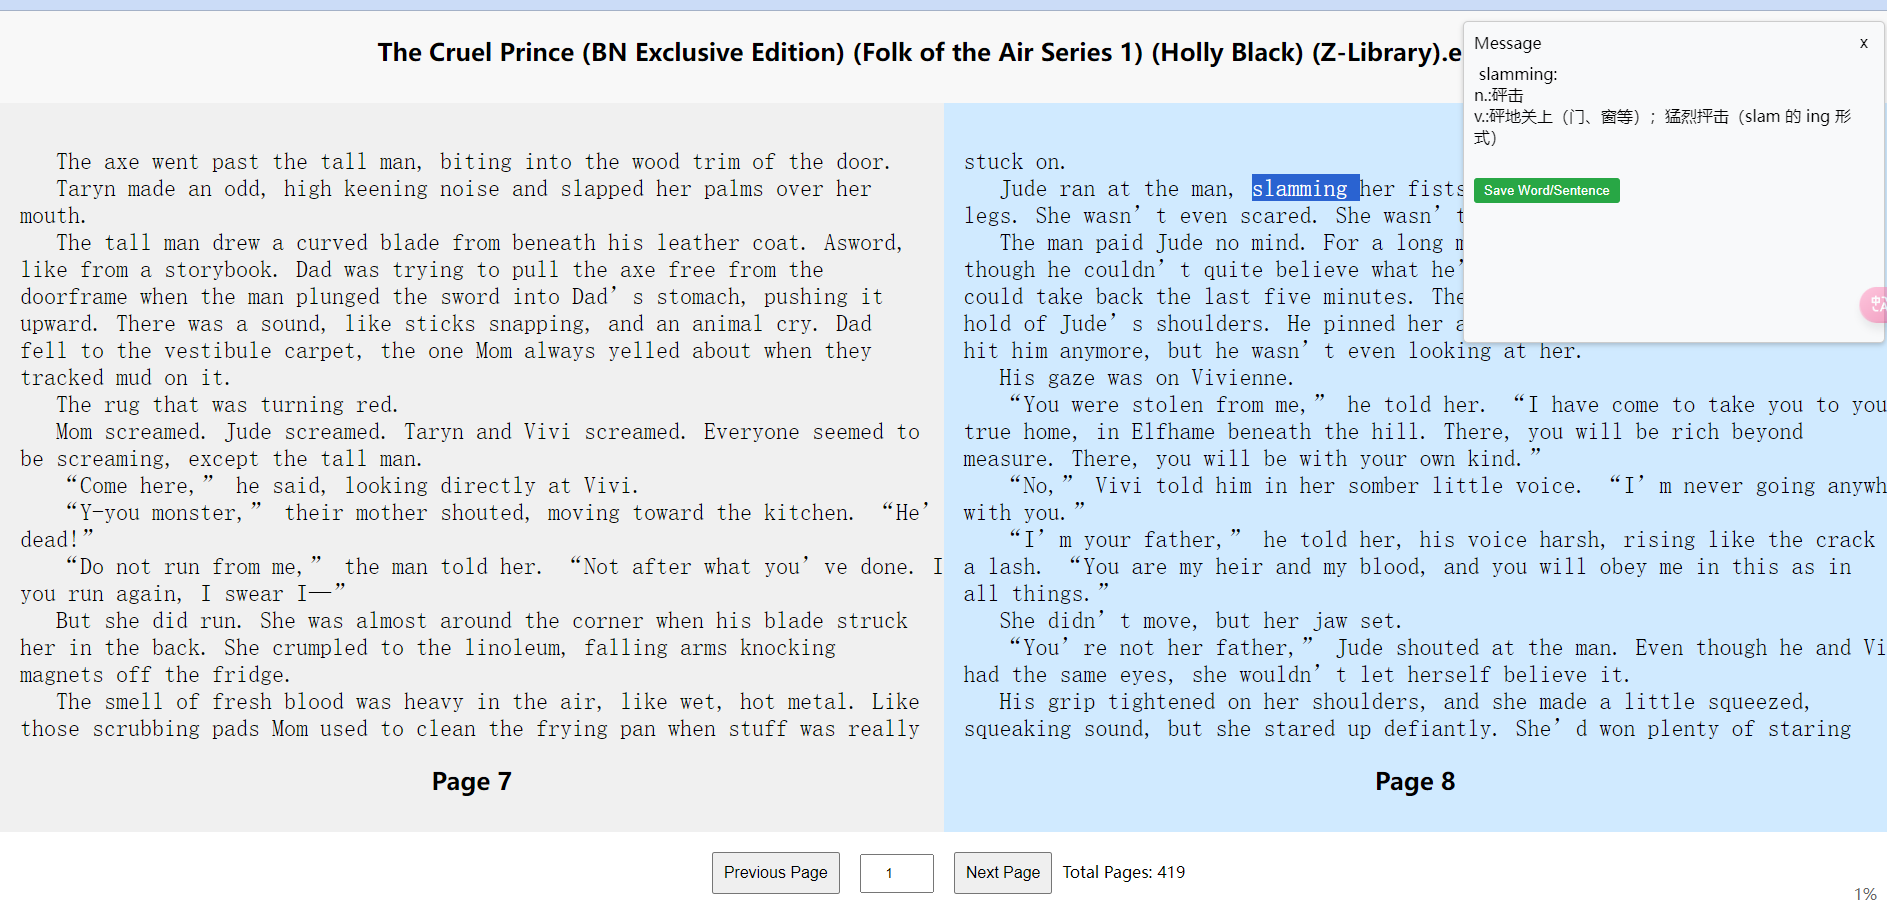 The Cruel Prince (BN Exclusive Edition) (Folk of the Air Series 1) (Holly Black) (Z-Library).e
Message
x
slamming:
n.:砰击
v.:砰地关上（门、窗等）；猛烈抨击（slam 的 ing 形
式）
Save Word/Sentence
The axe went past the tall man, biting into the wood trim of the door.
Taryn made an odd, high keening noise and slapped her palms over her
mouth.
The tall man drew a curved blade from beneath his leather coat. Asword,
like from a storybook. Dad was trying to pull the axe free from the
doorframe when the man plunged the sword into Dad’s stomach, pushing it
upward. There was a sound, like sticks snapping, and an animal cry. Dad
fell to the vestibule carpet, the one Mom always yelled about when they
tracked mud on it.
The rug that was turning red.
Mom screamed. Jude screamed. Taryn and Vivi screamed. Everyone seemed to
be screaming, except the tall man.
“Come here,” he said, looking directly at Vivi.
“Y-you monster,” their mother shouted, moving toward the kitchen. “He’
dead!”
“Do not run from me,” the man told her. “Not after what you’ve done. I
you run again, I swear I—”
But she did run. She was almost around the corner when his blade struck
her in the back. She crumpled to the linoleum, falling arms knocking
magnets off the fridge.
The smell of fresh blood was heavy in the air, like wet, hot metal. Like
those scrubbing pads Mom used to clean the frying pan when stuff was really
Page 7
stuck on.
Jude ran at the man, slamming her fists
legs. She wasn’t even scared. She wasn’t
The man paid Jude no mind. For a long
though he couldn’t quite believe what he’
could take back the last five minutes. The
hold of Jude’s shoulders. He pinned her
hit him anymore, but he wasn’t even looking at her.
His gaze was on Vivienne.
“You were stolen from me,” he told her. “I have come to take you to you
true home, in Elfhame beneath the hill. There, you will be rich beyond
measure. There, you will be with your own kind.”
“No,” Vivi told him in her somber little voice. “I’m never going anywh
with you.”
“I’m your father,” he told her, his voice harsh, rising like the crack
a lash. “You are my heir and my blood, and you will obey me in this as in
all things.”
She didn’t move, but her jaw set.
“You’re not her father,” Jude shouted at the man. Even though he and Vi
had the same eyes, she wouldn’t let herself believe it.
His grip tightened on her shoulders, and she made a little squeezed,
squeaking sound, but she stared up defiantly. She’d won plenty of staring
Page 8
Previous Page
1
Next Page
Total Pages: 419
1%